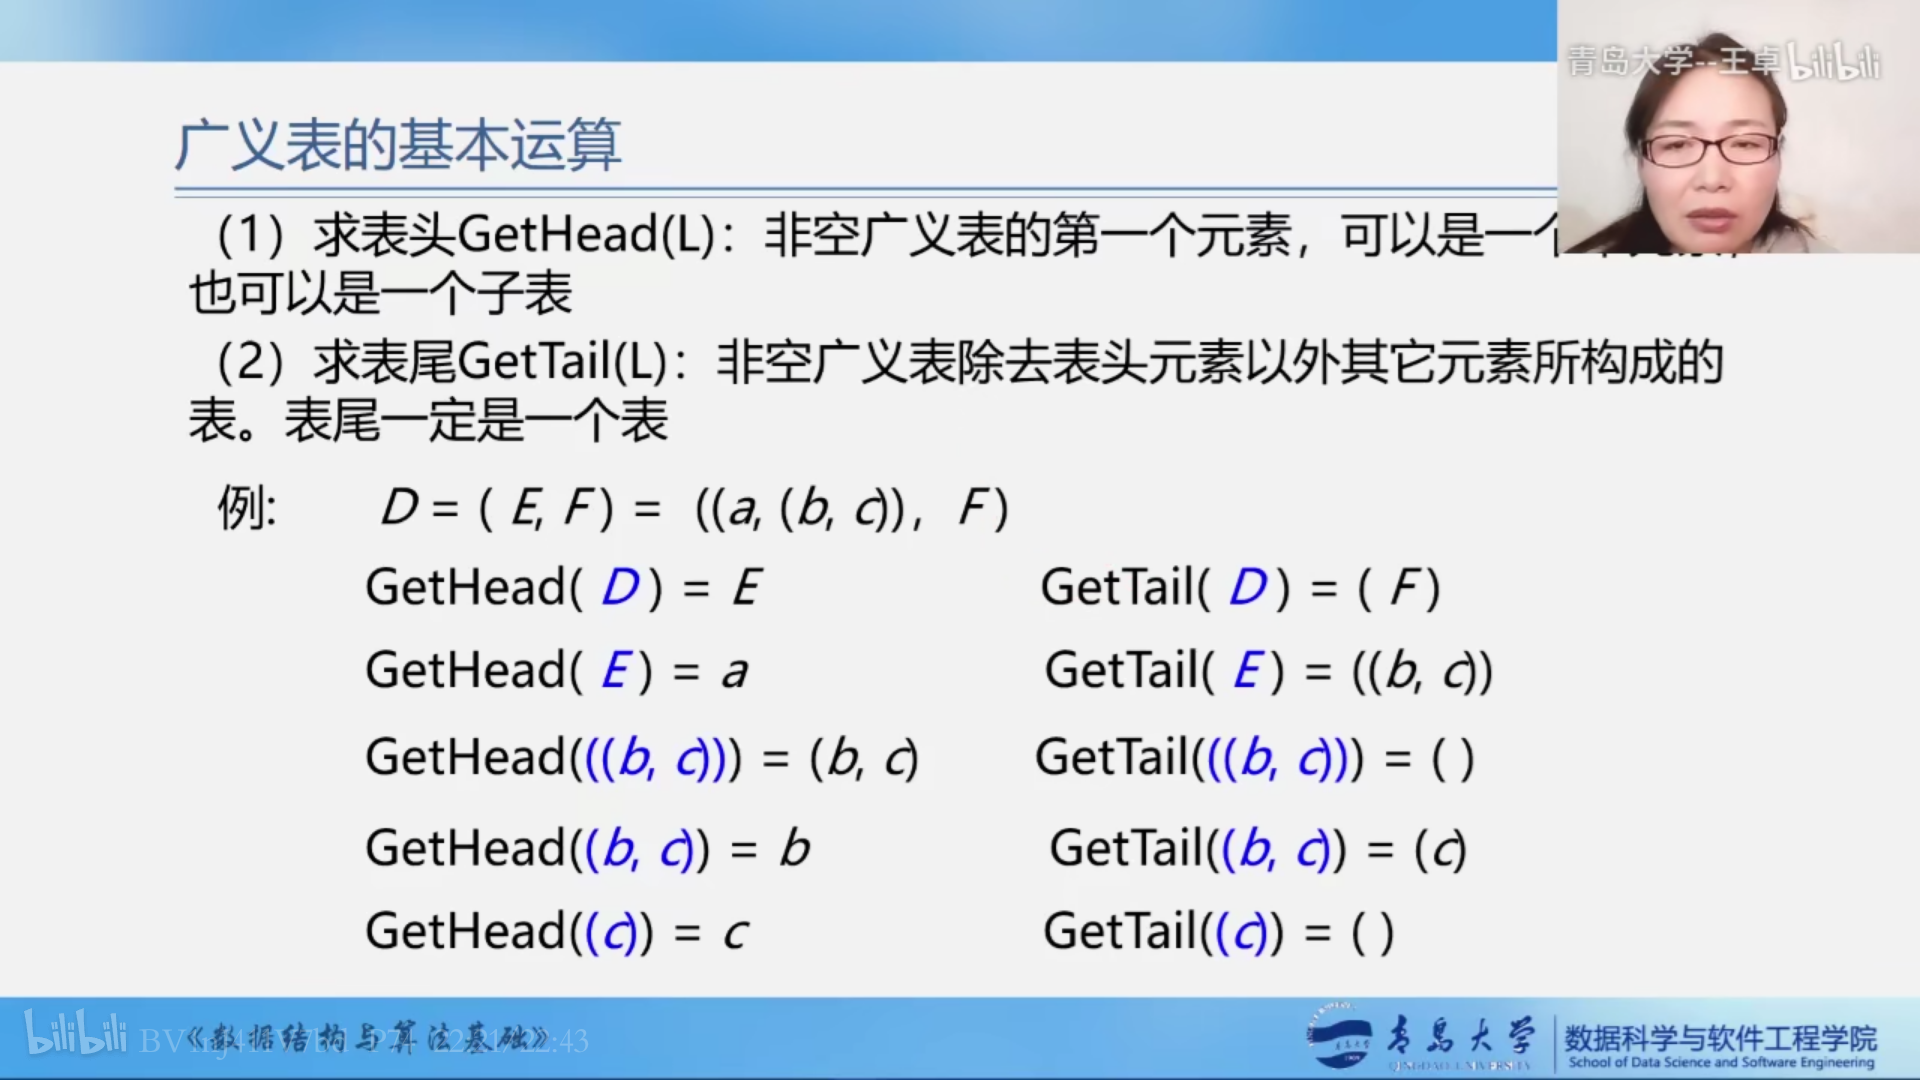 青岛大学--王卓 bilibili
广义表的基本运算
(1) 求表头GetHead(L): 非空广义表的第一个元素, 可以是一个
也可以是一个子表
(2) 求表尾GetTail(L): 非空广义表除去表头元素以外其它元素所构成的
表。表尾一定是一个表
例: D = ( E, F ) = ((a, (b, c)), F )
GetHead( D ) = E GetTail( D ) = ( F )
GetHead( E ) = a GetTail( E ) = ((b, c))
GetHead(((b, c))) = (b, c) GetTail(((b, c))) = ( )
GetHead((b, c)) = b GetTail((b, c)) = (c)
GetHead((c)) = c GetTail((c)) = ( )
bilibili
《数据结构与算法基础》
青岛大学
QINGDAO UNIVERSITY
数据科学与软件工程学院
School of Data Science and Software Engineering